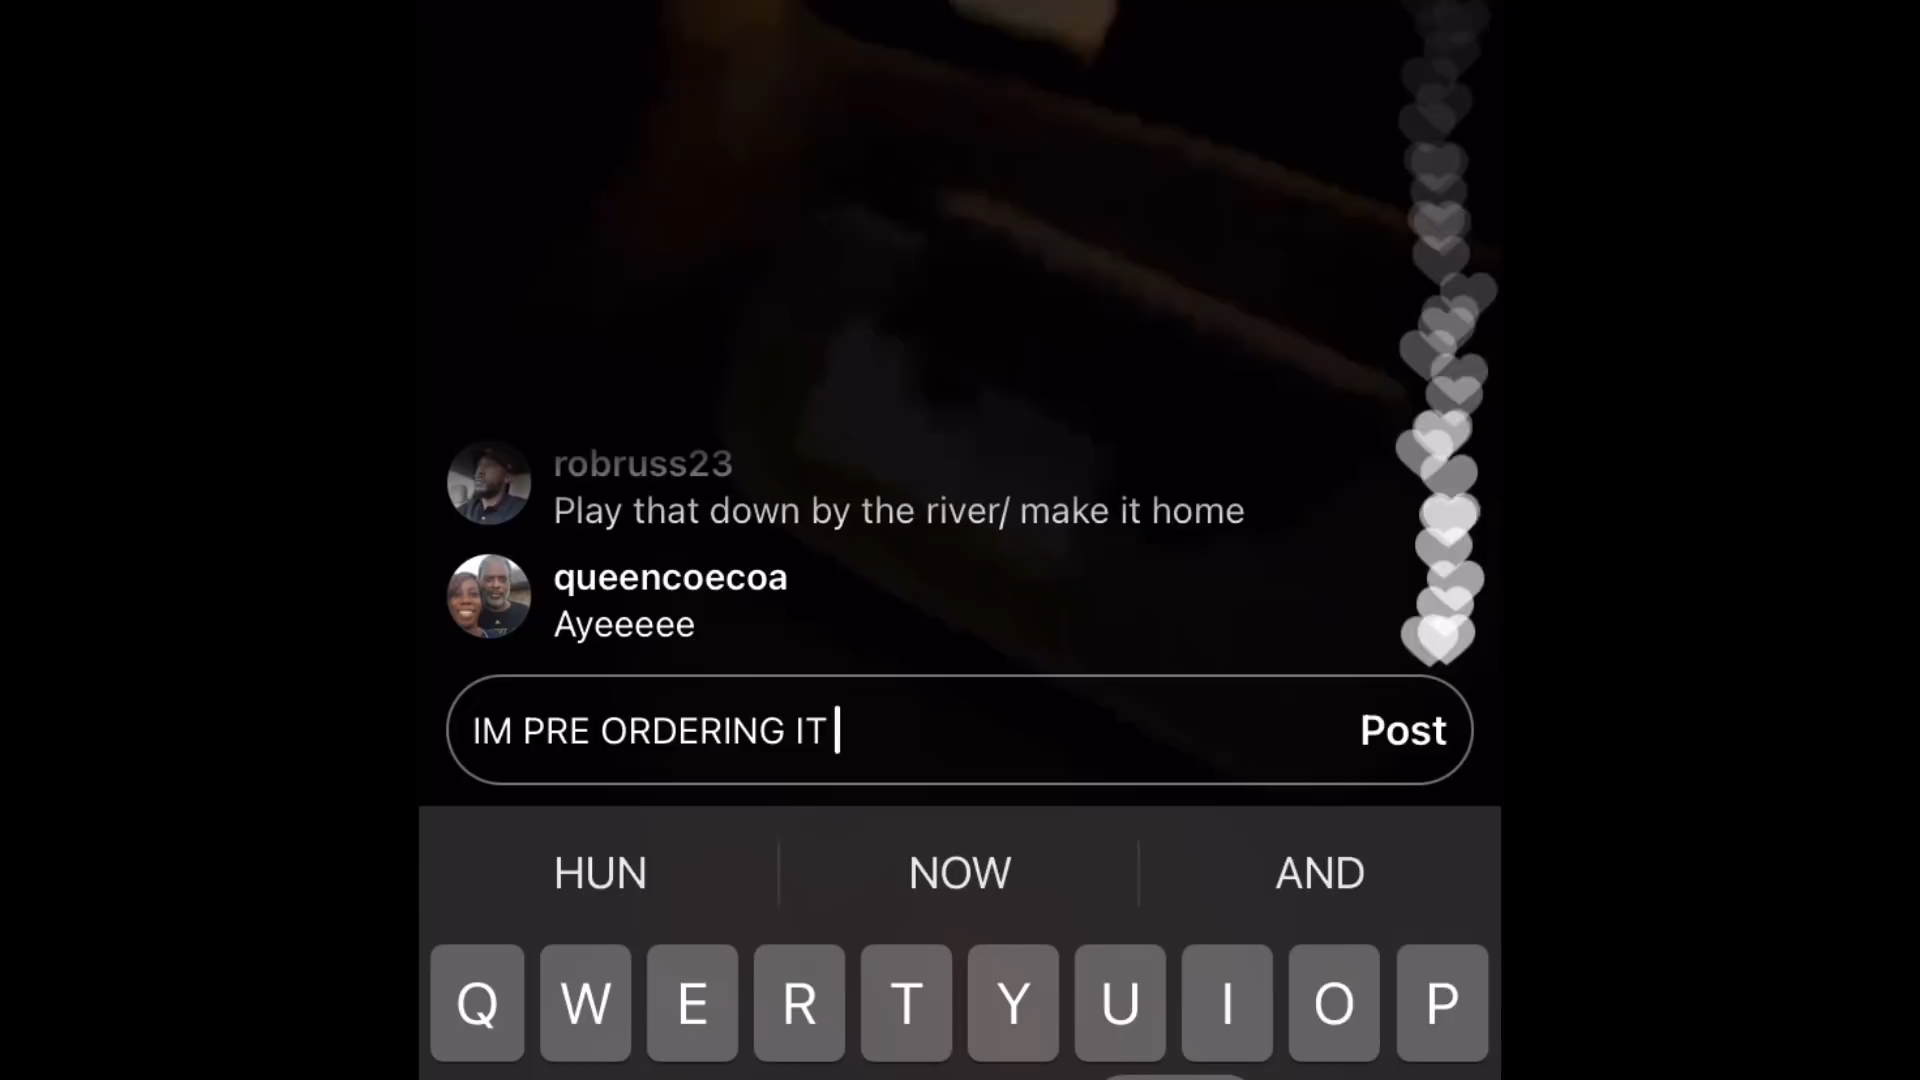 robruss23
Play that down by the river/ make it home
queencoecoa
Ayeeeee
IM PRE ORDERING IT
Post
HUN NOW AND
Q W E R T Y U I O P